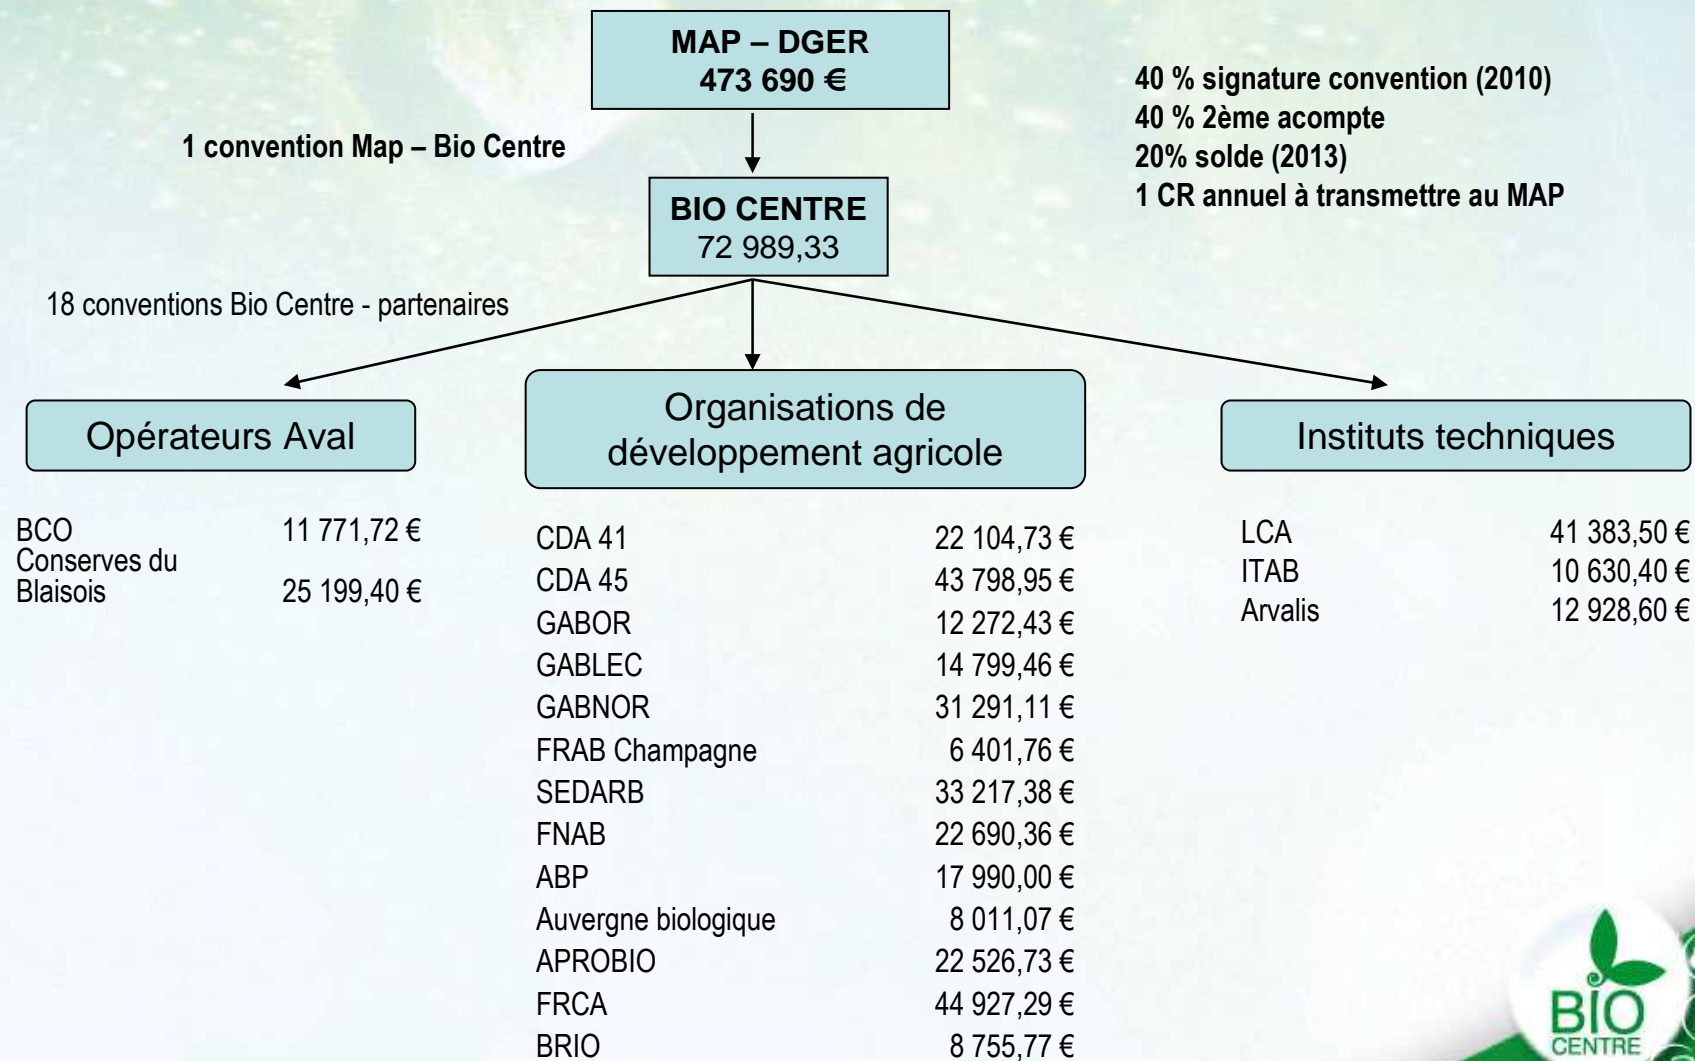 MAP – DGER
473 690 €
40 % signature convention (2010)
40 % 2ème acompte
20% solde (2013)
1 CR annuel à transmettre au MAP
1 convention Map – Bio Centre
BIO CENTRE
72 989,33
18 conventions Bio Centre - partenaires
Opérateurs Aval
BCO 11 771,72 €
Conserves du
Blaisois 25 199,40 €
Organisations de
développement agricole
CDA 41 22 104,73 €
CDA 45 43 798,95 €
GABOR 12 272,43 €
GABLEC 14 799,46 €
GABNOR 31 291,11 €
FRAB Champagne 6 401,76 €
SEDARB 33 217,38 €
FNAB 22 690,36 €
ABP 17 990,00 €
Auvergne biologique 8 011,07 €
APROBIO 22 526,73 €
FRCA 44 927,29 €
BRIO 8 755,77 €
Instituts techniques
LCA 41 383,50 €
ITAB 10 630,40 €
Arvalis 12 928,60 €
BIO
CENTRE